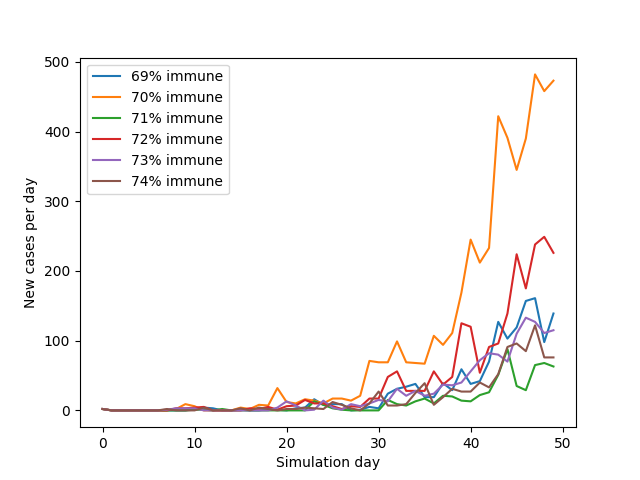 69% immune
70% immune
71% immune
72% immune
73% immune
74% immune
500
400
300
200
100
0
New cases per day
0 10 20 30 40 50
Simulation day